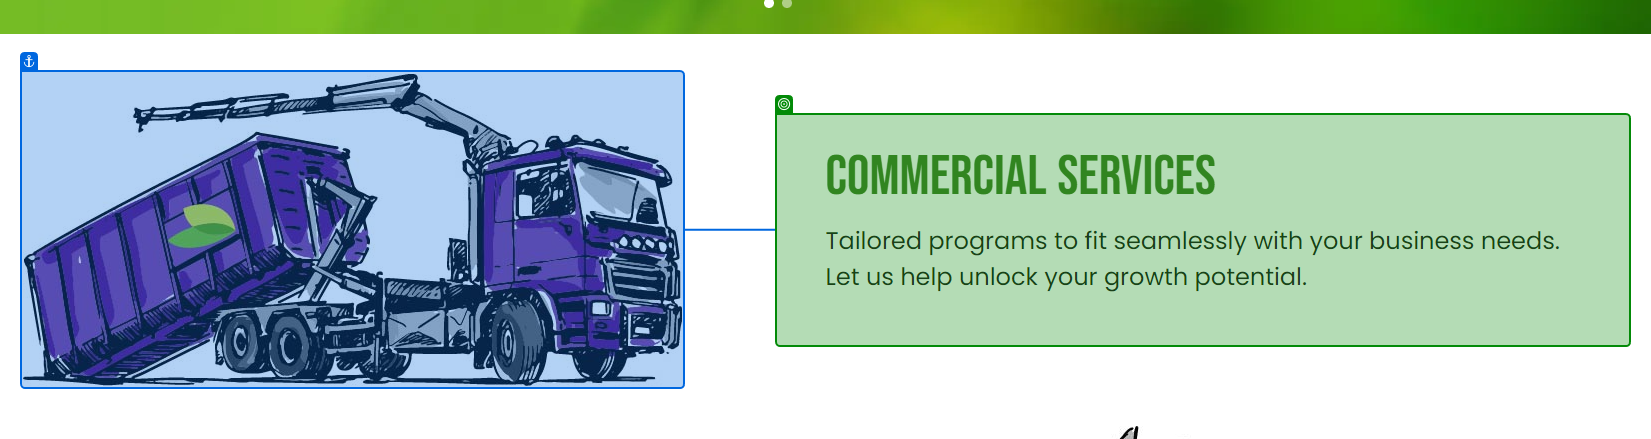 COMMERCIAL SERVICES
Tailored programs to fit seamlessly with your business needs.
Let us help unlock your growth potential.